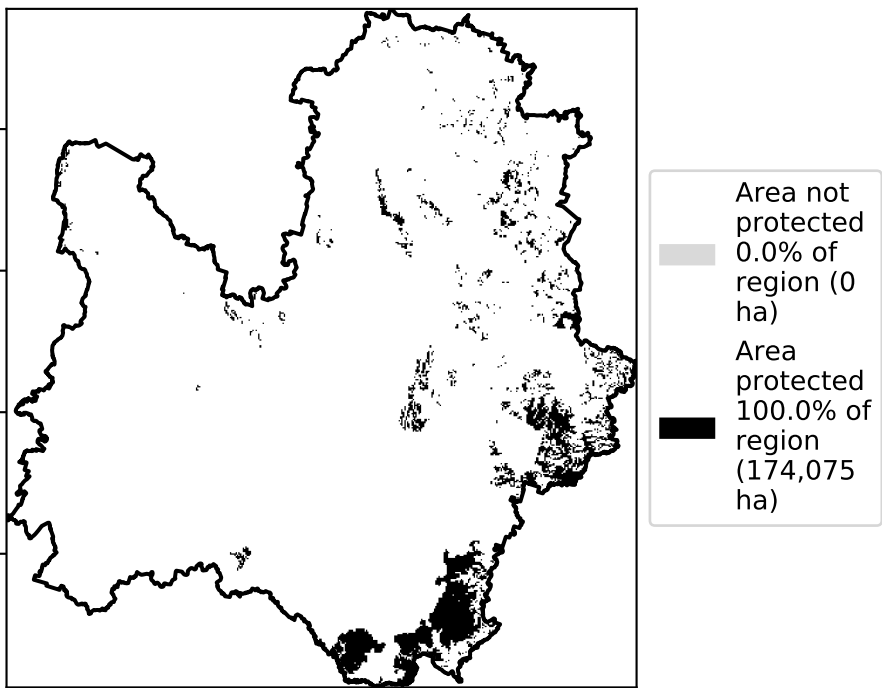 Area not
protected
0.0% of
region (0
ha)
Area
protected
100.0% of
region
(174,075
ha)